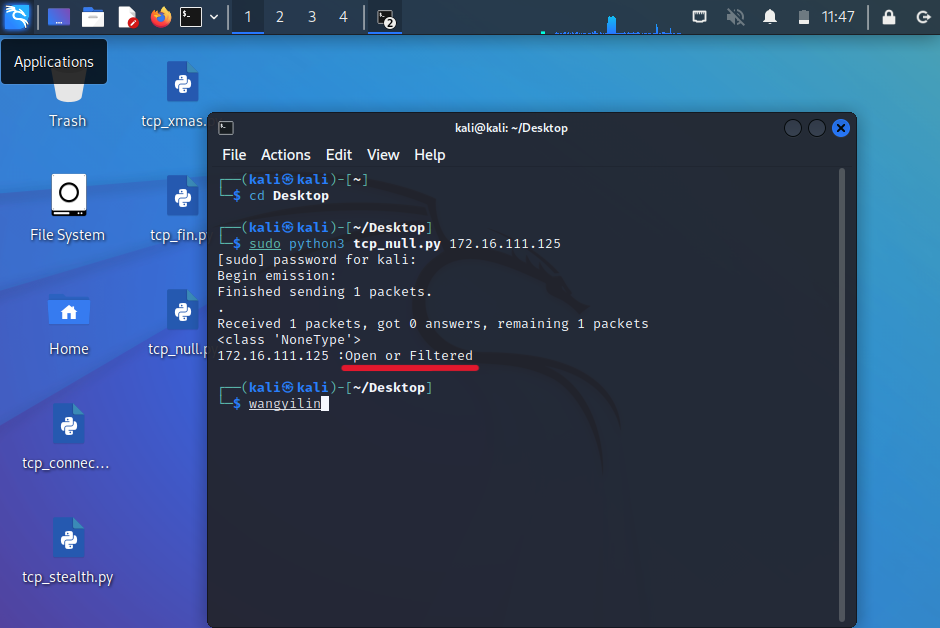 1 2 3 4 2 11:47
Applications
Trash
tcp_xmas.
File System
tcp_fin.p
Home
tcp_null.p
tcp_connec...
tcp_stealth.py
kali@kali: ~/Desktop
File Actions Edit View Help
┌──(kali㉿kali)-[~]
└─$ cd Desktop
┌──(kali㉿kali)-[~/Desktop]
└─$ sudo python3 tcp_null.py 172.16.111.125
[sudo] password for kali:
Begin emission:
Finished sending 1 packets.
.
Received 1 packets, got 0 answers, remaining 1 packets
<class 'NoneType'>
172.16.111.125 :Open or Filtered
┌──(kali㉿kali)-[~/Desktop]
└─$ wangyilin